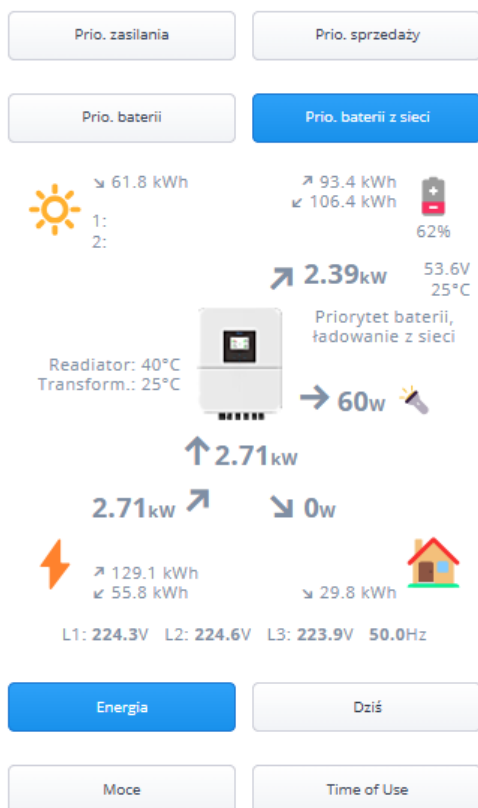 Prio. zasilania
Prio. sprzedaży
Prio. baterii
Prio. baterii z sieci
↘ 61.8 kWh
1:
2:
↗ 93.4 kWh
↙ 106.4 kWh
62%
↗ 2.39kW
53.6V
25°C
Priorytet baterii,
ładowanie z sieci
Readiator: 40°C
Transform.: 25°C
→ 60W
↑ 2.71kW
2.71kW ↗
↘ 0W
↗ 129.1 kWh
↙ 55.8 kWh
↘ 29.8 kWh
L1: 224.3V L2: 224.6V L3: 223.9V 50.0Hz
Energia
Dziś
Moce
Time of Use